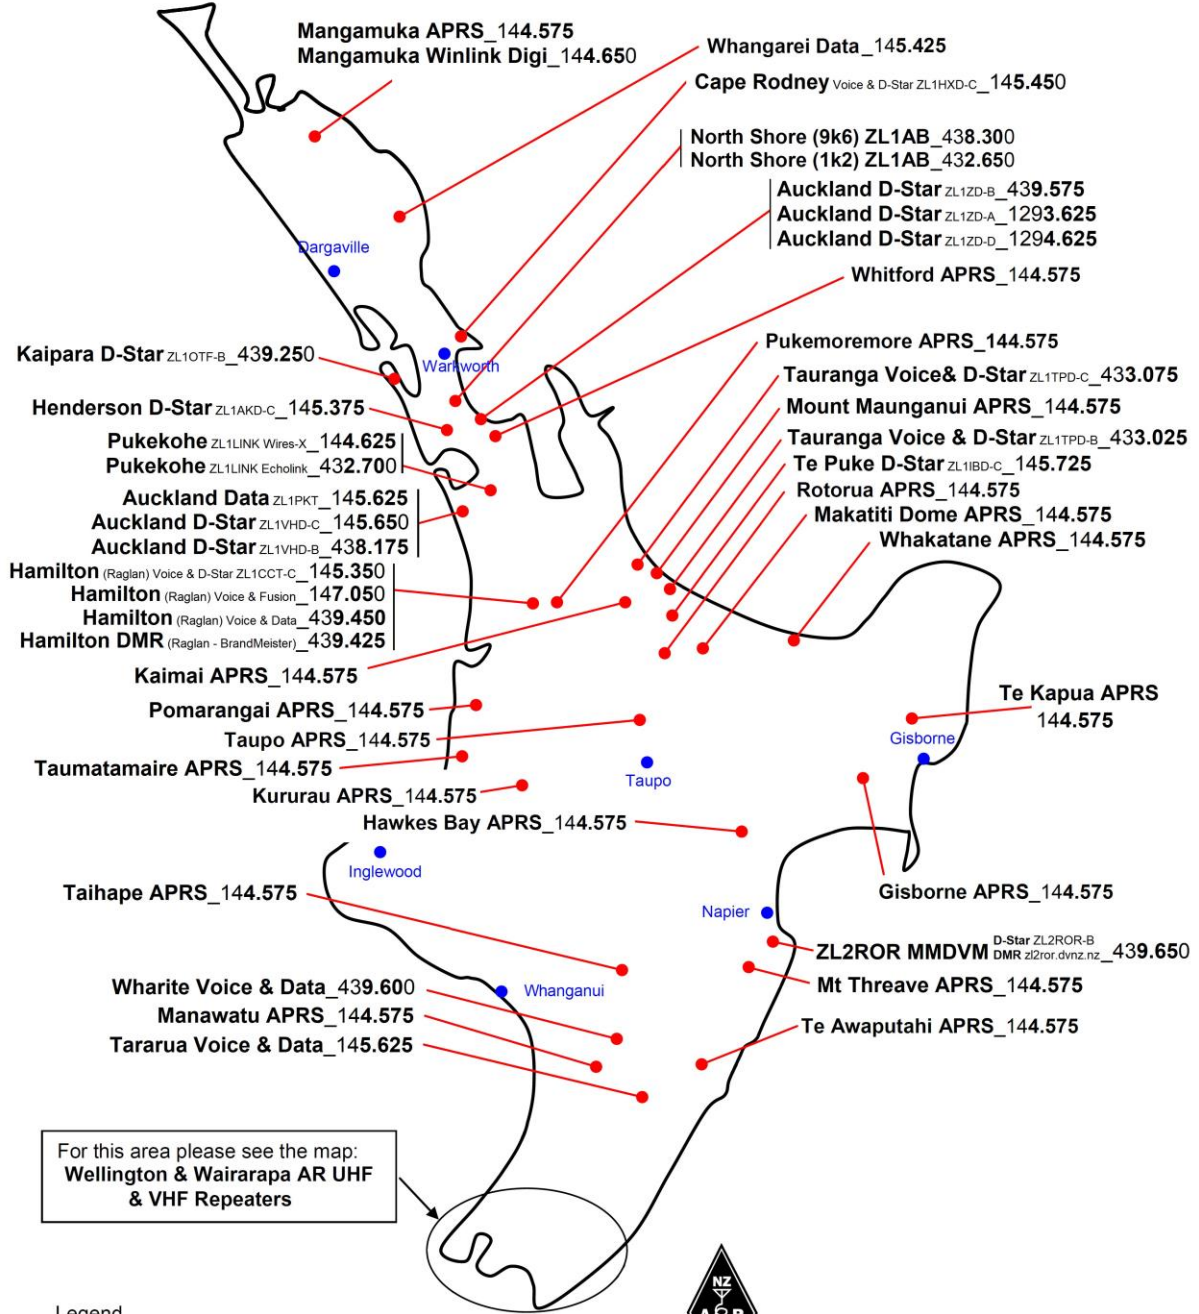 Mangamuka APRS_144.575
Mangamuka Winlink Digi_144.650
Whangarei Data_145.425
Cape Rodney Voice & D-Star ZL1HXD-C_145.450
North Shore (9k6) ZL1AB_438.300
North Shore (1k2) ZL1AB_432.650
Auckland D-Star ZL1ZD-B_439.575
Auckland D-Star ZL1ZD-A_1293.625
Auckland D-Star ZL1ZD-D_1294.625
Dargaville
Whitford APRS_144.575
Pukemoremore APRS_144.575
Kaipara D-Star ZL1OTF-B_439.250
Warkworth
Tauranga Voice& D-Star ZL1TPD-C_433.075
Henderson D-Star ZL1AKD-C_145.375
Mount Maunganui APRS_144.575
Pukekohe ZL1LINK Wires-X_144.625
Tauranga Voice & D-Star ZL1TPD-B_433.025
Pukekohe ZL1LINK Echolink_432.700
Te Puke D-Star ZL1IBD-C_145.725
Auckland Data ZL1PKT_145.625
Rotorua APRS_144.575
Auckland D-Star ZL1VHD-C_145.650
Makatiti Dome APRS_144.575
Auckland D-Star ZL1VHD-B_438.175
Whakatane APRS_144.575
Hamilton (Raglan) Voice & D-Star ZL1CCT-C_145.350
Hamilton (Raglan) Voice & Fusion_147.050
Hamilton (Raglan) Voice & Data_439.450
Hamilton DMR (Raglan - BrandMeister)_439.425
Kaimai APRS_144.575
Te Kapua APRS
144.575
Pomarangai APRS_144.575
Taupo APRS_144.575
Gisborne
Taumatamaire APRS_144.575
Taupo
Kururau APRS_144.575
Hawkes Bay APRS_144.575
Inglewood
Taihape APRS_144.575
Gisborne APRS_144.575
Napier
ZL2ROR MMDVM D-Star ZL2ROR-B
DMR zl2ror.dvnz.nz_439.650
Wharite Voice & Data_439.600
Whanganui
Mt Threave APRS_144.575
Manawatu APRS_144.575
Te Awaputahi APRS_144.575
Tararua Voice & Data_145.625
For this area please see the map:
Wellington & Wairarapa AR UHF
& VHF Repeaters
NZ
Legend